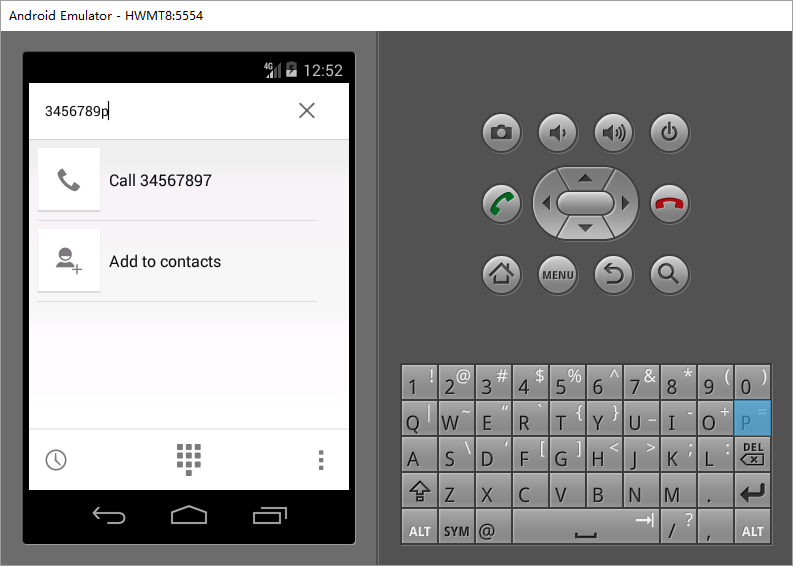 Android Emulator - HWMT8:5554
4G 12:52
3456789p
Call 34567897
Add to contacts
MENU
1 ! 2 @ 3 # 4 $ 5 % 6 ^ 7 & 8 * 9 ( 0 )
Q | W ~ E “ R ` T { Y } U _ I - O + P =
A S \ D ‘ F [ G ] H < J > K ; L : DEL
Z X C V B N M .
ALT SYM @ / ? , ALT